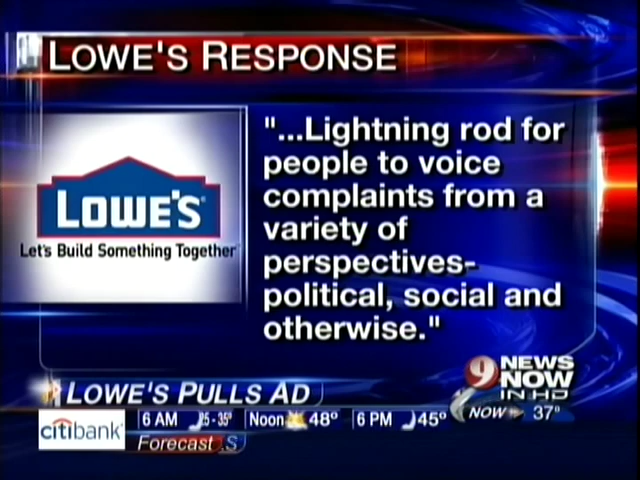 LOWE'S RESPONSE
"...Lightning rod for
people to voice
complaints from a
variety of
perspectives-
political, social and
otherwise."
LOWE'S
Let's Build Something Together
LOWE'S PULLS AD
9 NEWS
NOW
IN HD
NOW 37°
citibank
6 AM 25-35° Noon 48° 6 PM 45°
Forecast